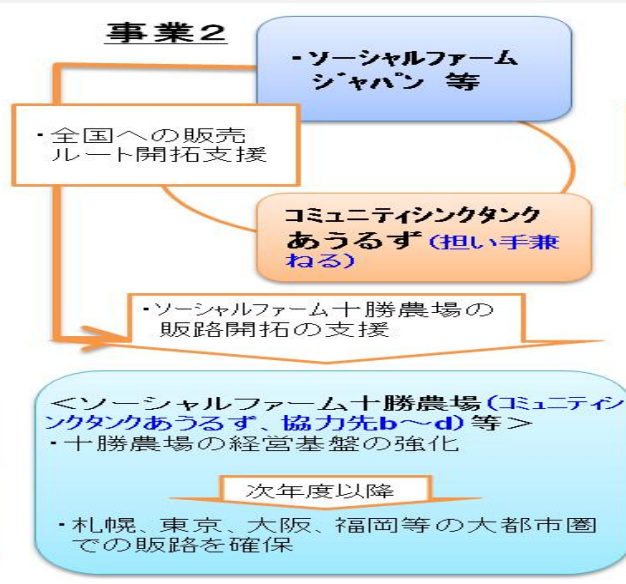 事業2
・ソーシャルファーム
ジャパン 等
・全国への販売
ルート開拓支援
コミュニティシンクタンク
あうるず(担い手兼
ねる)
・ソーシャルファーム十勝農場の
販路開拓の支援
<ソーシャルファーム十勝農場(コミュニティシ
ンクタンクあうるず、協力先b～d)等>
・十勝農場の経営基盤の強化
次年度以降
・札幌、東京、大阪、福岡等の大都市圏
での販路を確保